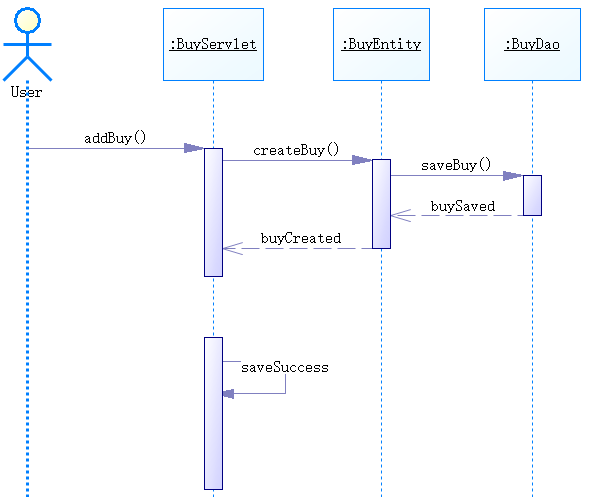 :BuyServlet
:BuyEntity
:BuyDao
User
addBuy()
createBuy()
saveBuy()
buySaved
buyCreated
saveSuccess